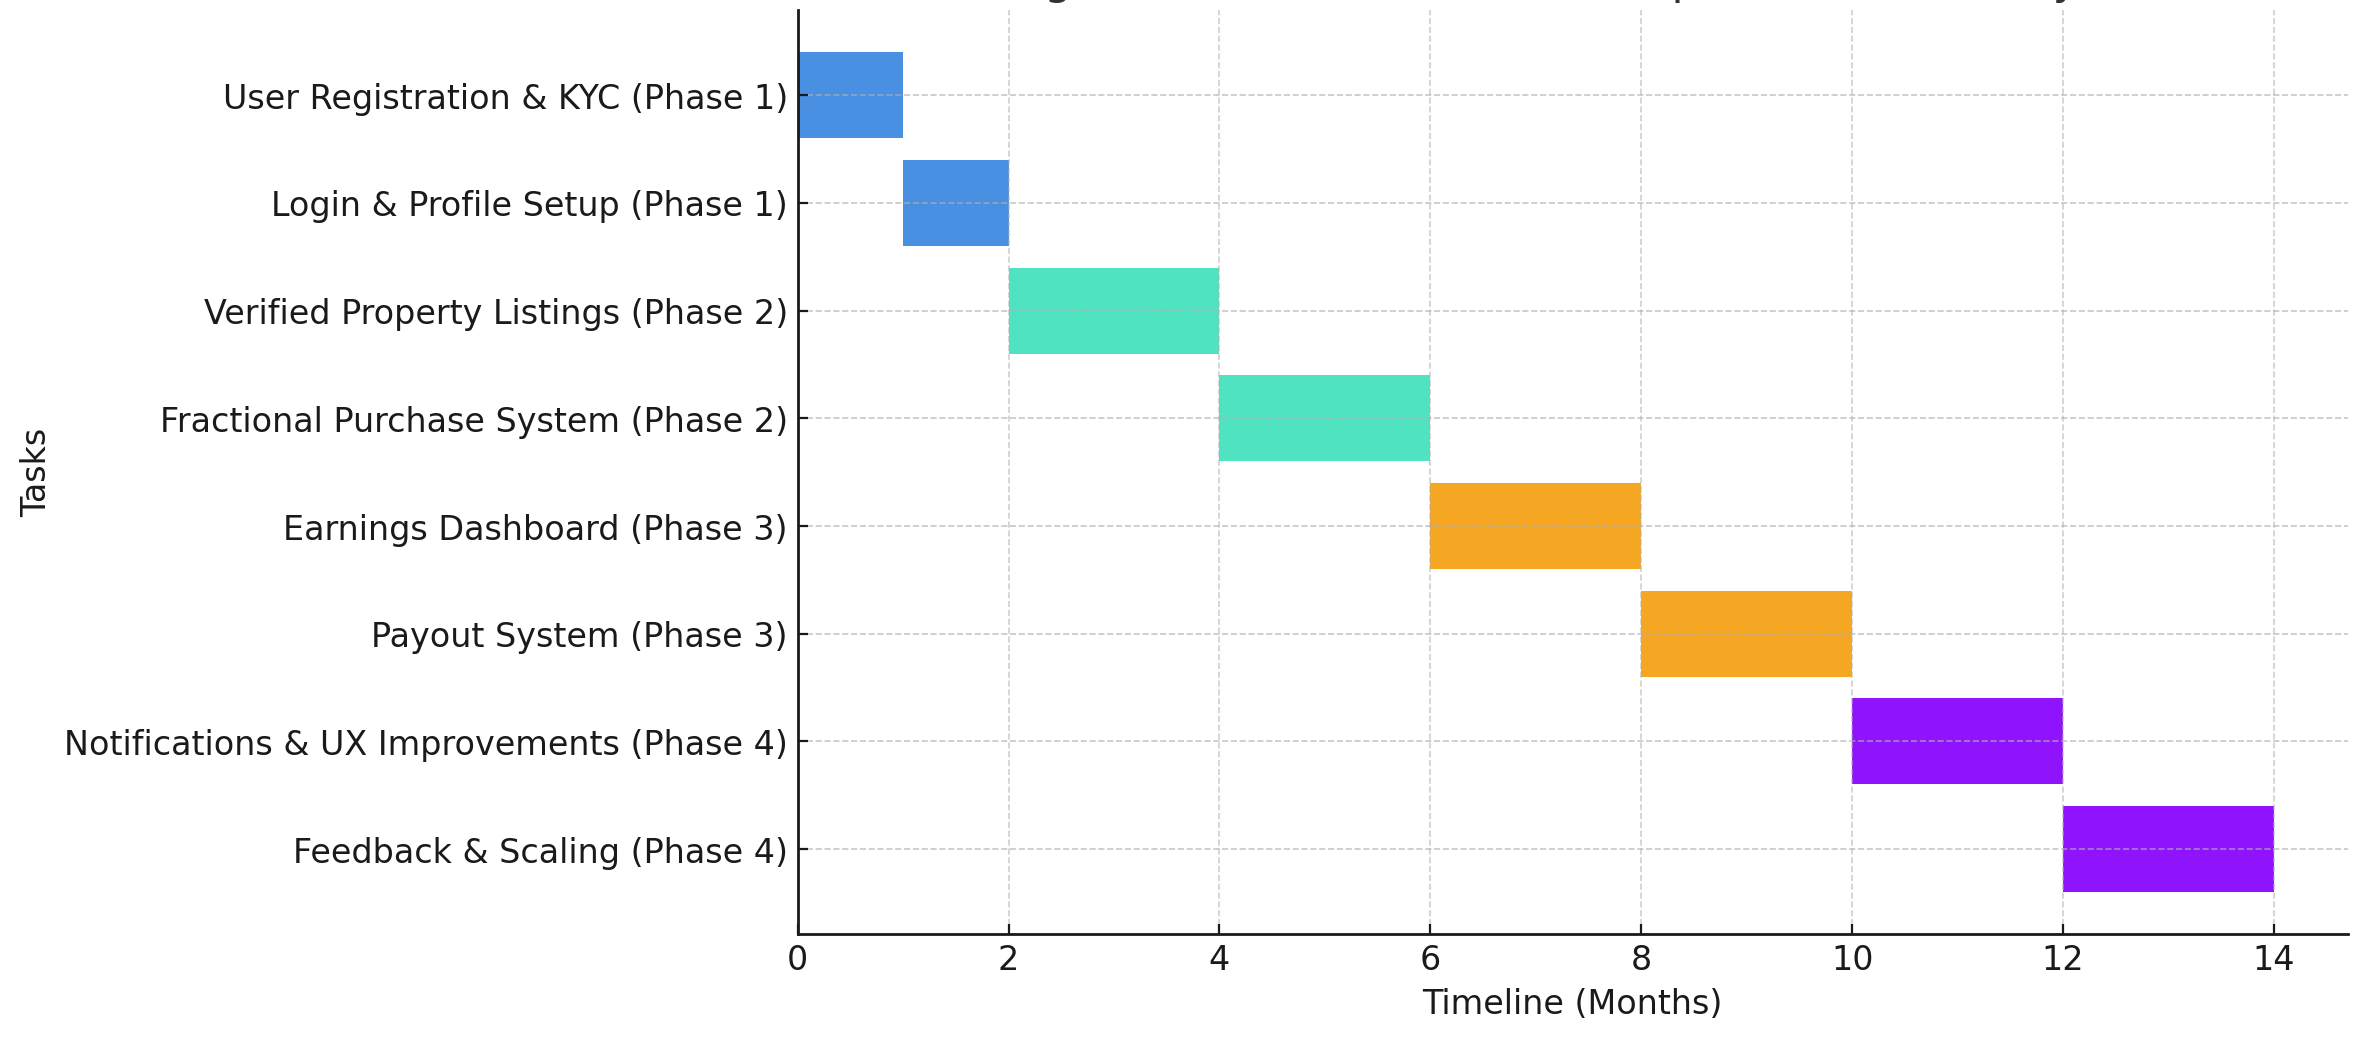 User Registration & KYC (Phase 1)
Login & Profile Setup (Phase 1)
Verified Property Listings (Phase 2)
Fractional Purchase System (Phase 2)
Earnings Dashboard (Phase 3)
Payout System (Phase 3)
Notifications & UX Improvements (Phase 4)
Feedback & Scaling (Phase 4)
Tasks
0 2 4 6 8 10 12 14
Timeline (Months)